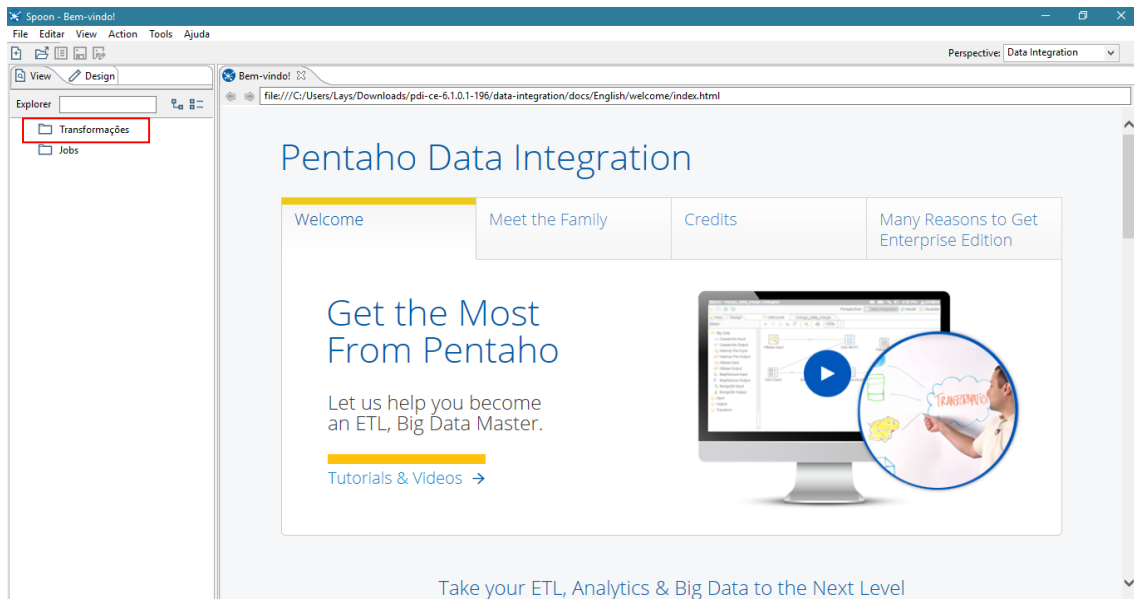 Spoon - Bem-vindo!
File Editar View Action Tools Ajuda
Perspective: Data Integration
View Design
Bem-vindo!
Explorer
file:///C:/Users/Lays/Downloads/pdi-ce-6.1.0.1-196/data-integration/docs/English/welcome/index.html
Transformações
Jobs
Pentaho Data Integration
Welcome
Meet the Family
Credits
Many Reasons to Get
Enterprise Edition
Get the Most
From Pentaho
Let us help you become
an ETL, Big Data Master.
Tutorials & Videos →
TRANSFORMATION
Take your ETL, Analytics & Big Data to the Next Level